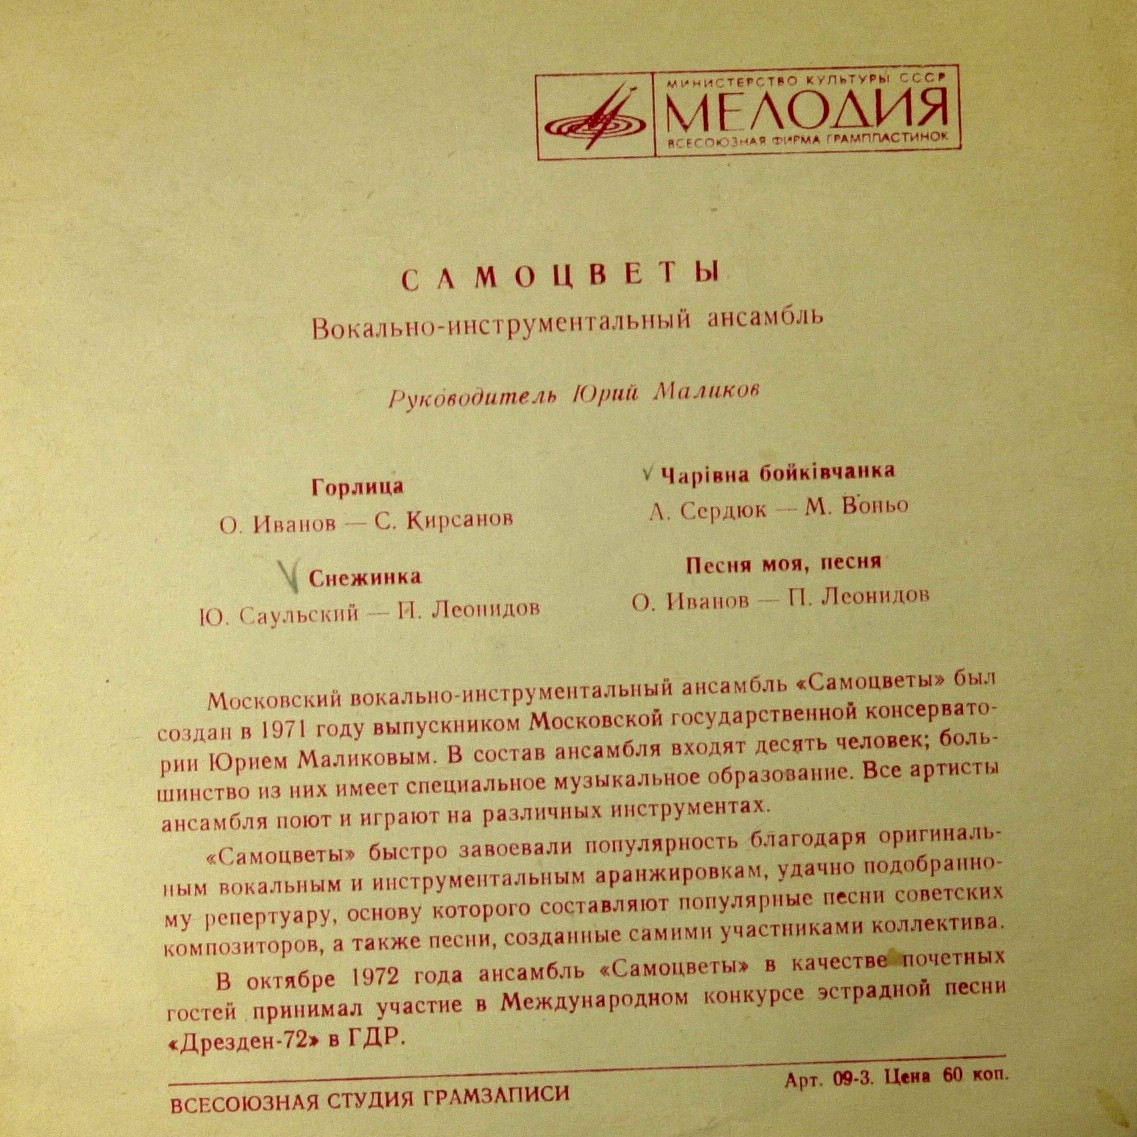 МИНИСТЕРСТВО КУЛЬТУРЫ СССР
МЕЛОДИЯ
ВСЕСОЮЗНАЯ ФИРМА ГРАМПЛАСТИНОК
САМОЦВЕТЫ
Вокально-инструментальный ансамбль
Руководитель Юрий Маликов
Горлица
О. Иванов — С. Кирсанов
Снежинка
Ю. Саульский — П. Леонидов
Чарівна бойківчанка
А. Сердюк — М. Воньо
Песня моя, песня
О. Иванов — П. Леонидов
Московский вокально-инструментальный ансамбль «Самоцветы» был
создан в 1971 году выпускником Московской государственной консервато-
рии Юрием Маликовым. В состав ансамбля входят десять человек; боль-
шинство из них имеет специальное музыкальное образование. Все артисты
ансамбля поют и играют на различных инструментах.
«Самоцветы» быстро завоевали популярность благодаря оригиналь-
ным вокальным и инструментальным аранжировкам, удачно подобранно-
му репертуару, основу которого составляют популярные песни советских
композиторов, а также песни, созданные самими участниками коллектива.
В октябре 1972 года ансамбль «Самоцветы» в качестве почетных
гостей принимал участие в Международном конкурсе эстрадной песни
«Дрезден-72» в ГДР.
ВСЕСОЮЗНАЯ СТУДИЯ ГРАМЗАПИСИ
Арт. 09-3. Цена 60 коп.